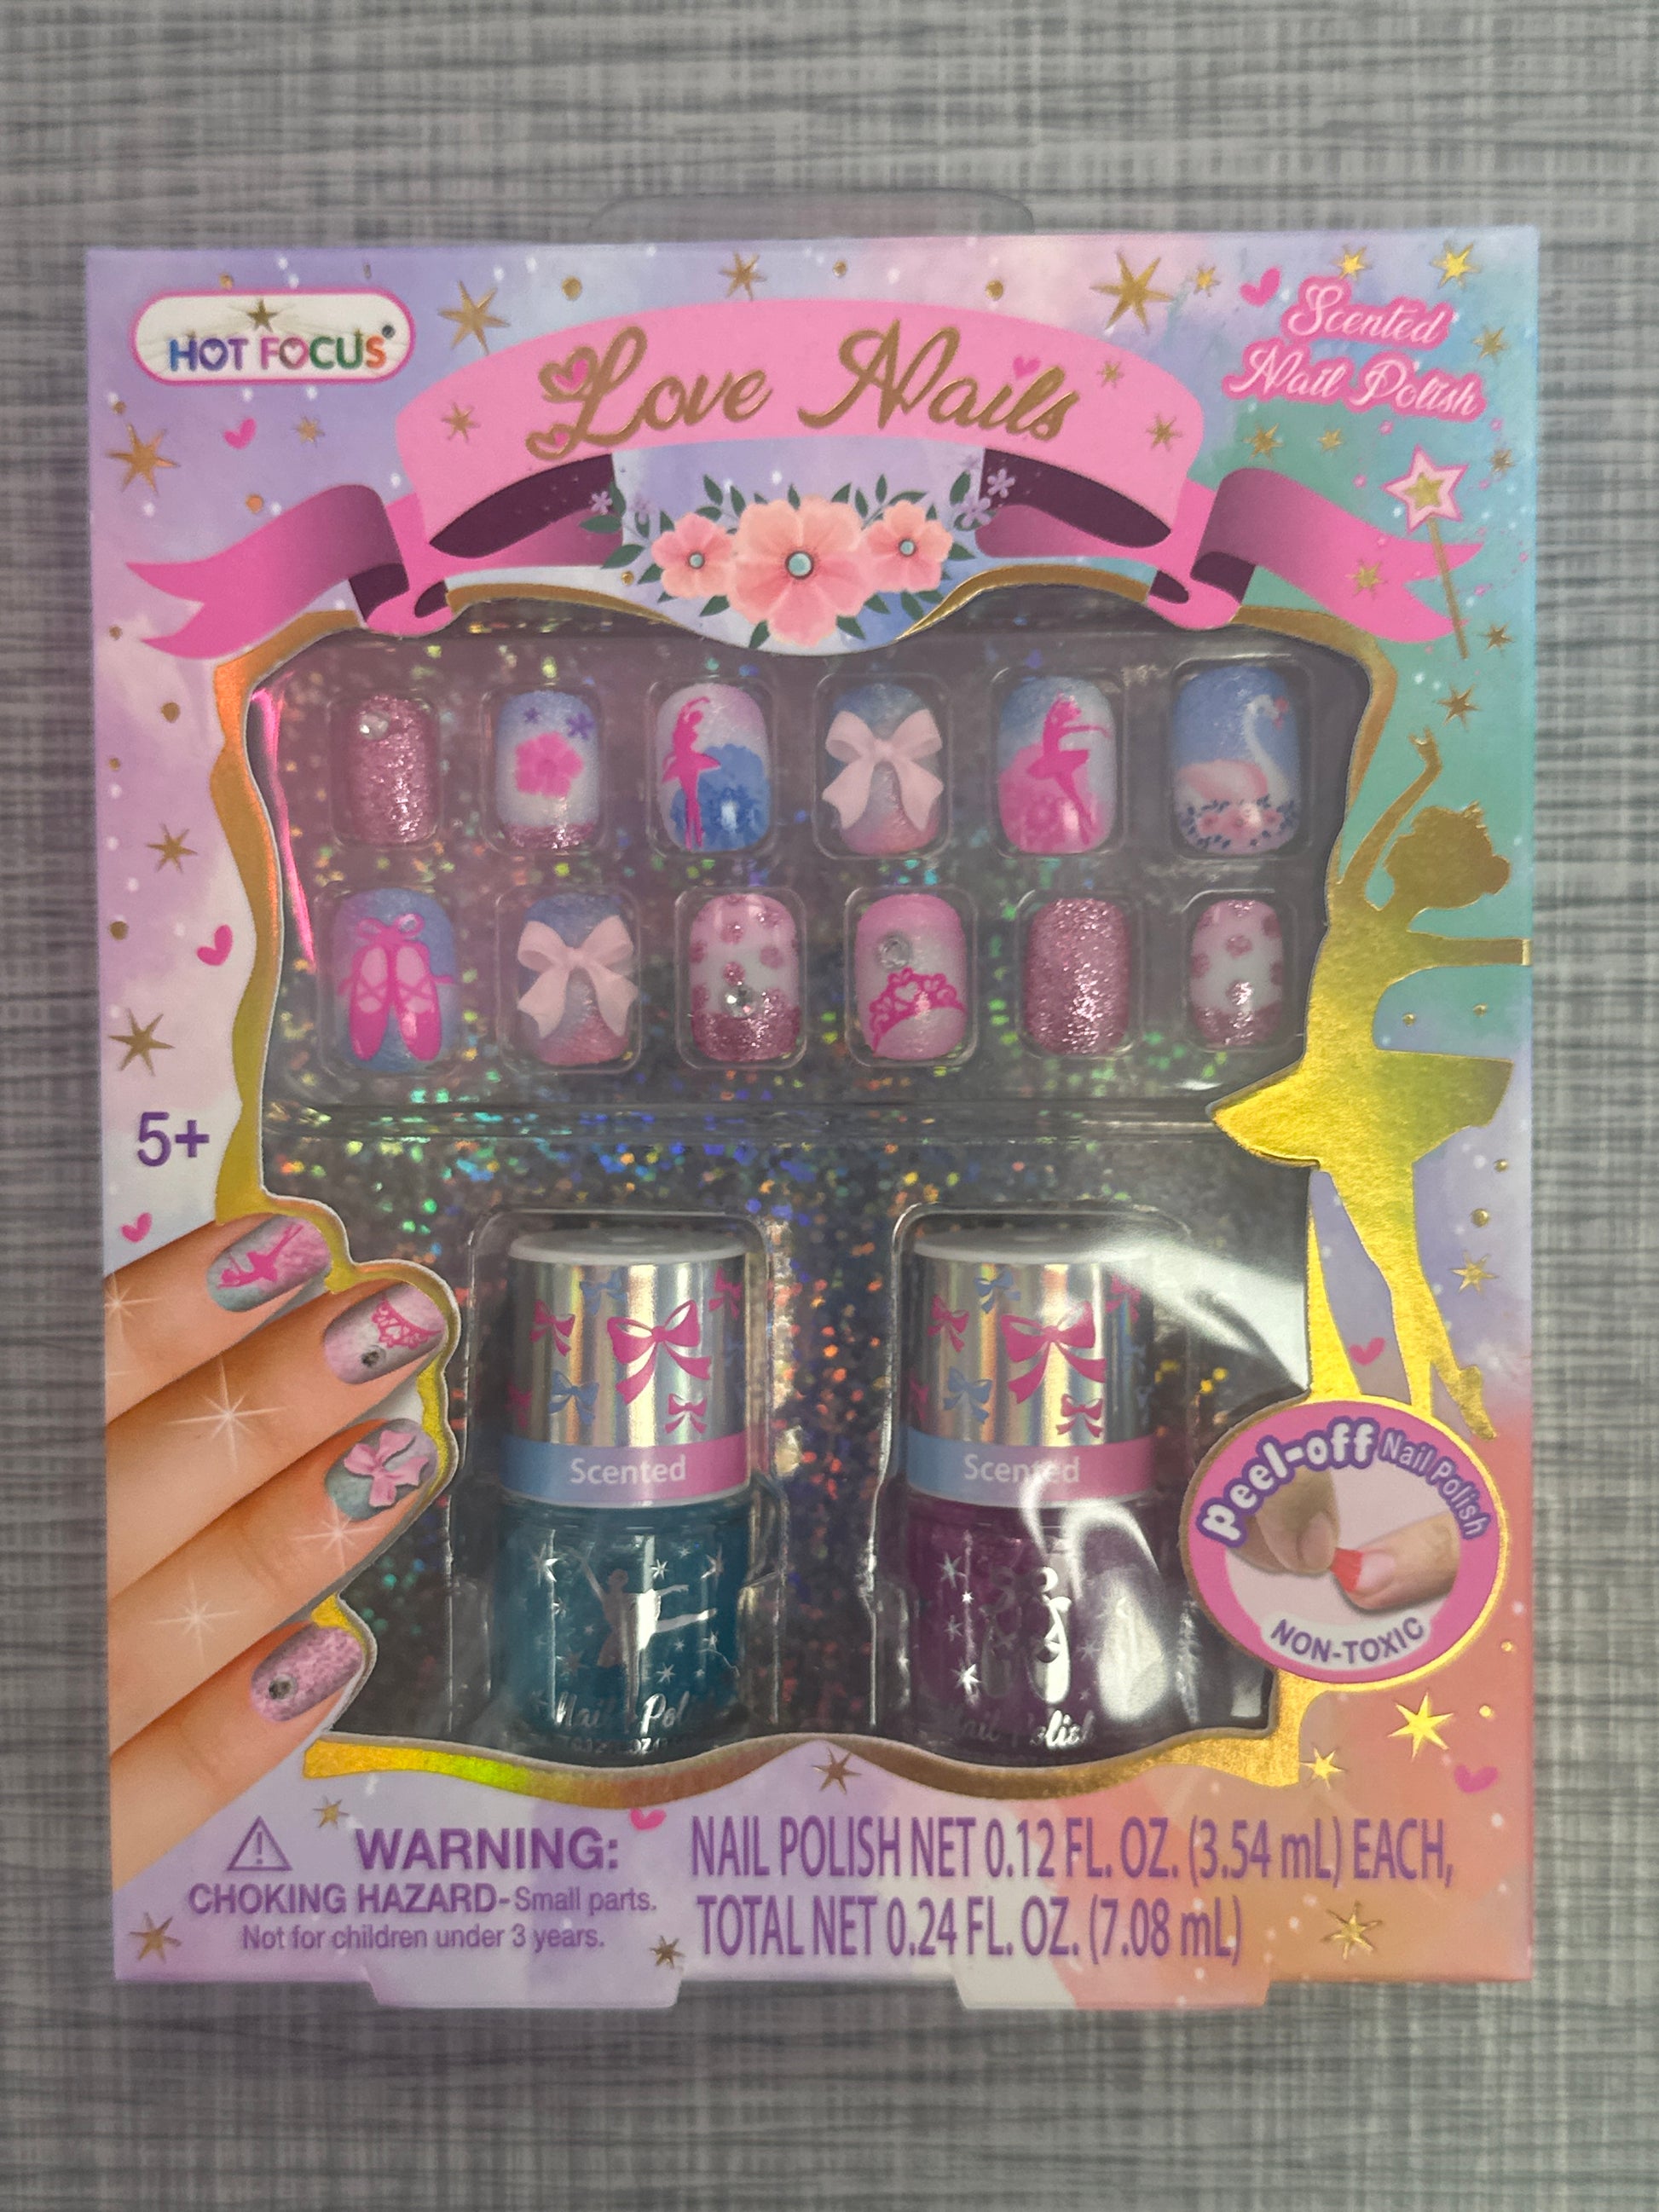 HOT FOCUS®
Love Nails
Scented
Nail Polish
5+
Scented
Scented
Nail Polish
peel-off Nail Polish
NON-TOXIC
WARNING:
CHOKING HAZARD-Small parts.
Not for children under 3 years.
NAIL POLISH NET 0.12 FL. OZ. (3.54 mL) EACH,
TOTAL NET 0.24 FL. OZ. (7.08 mL)